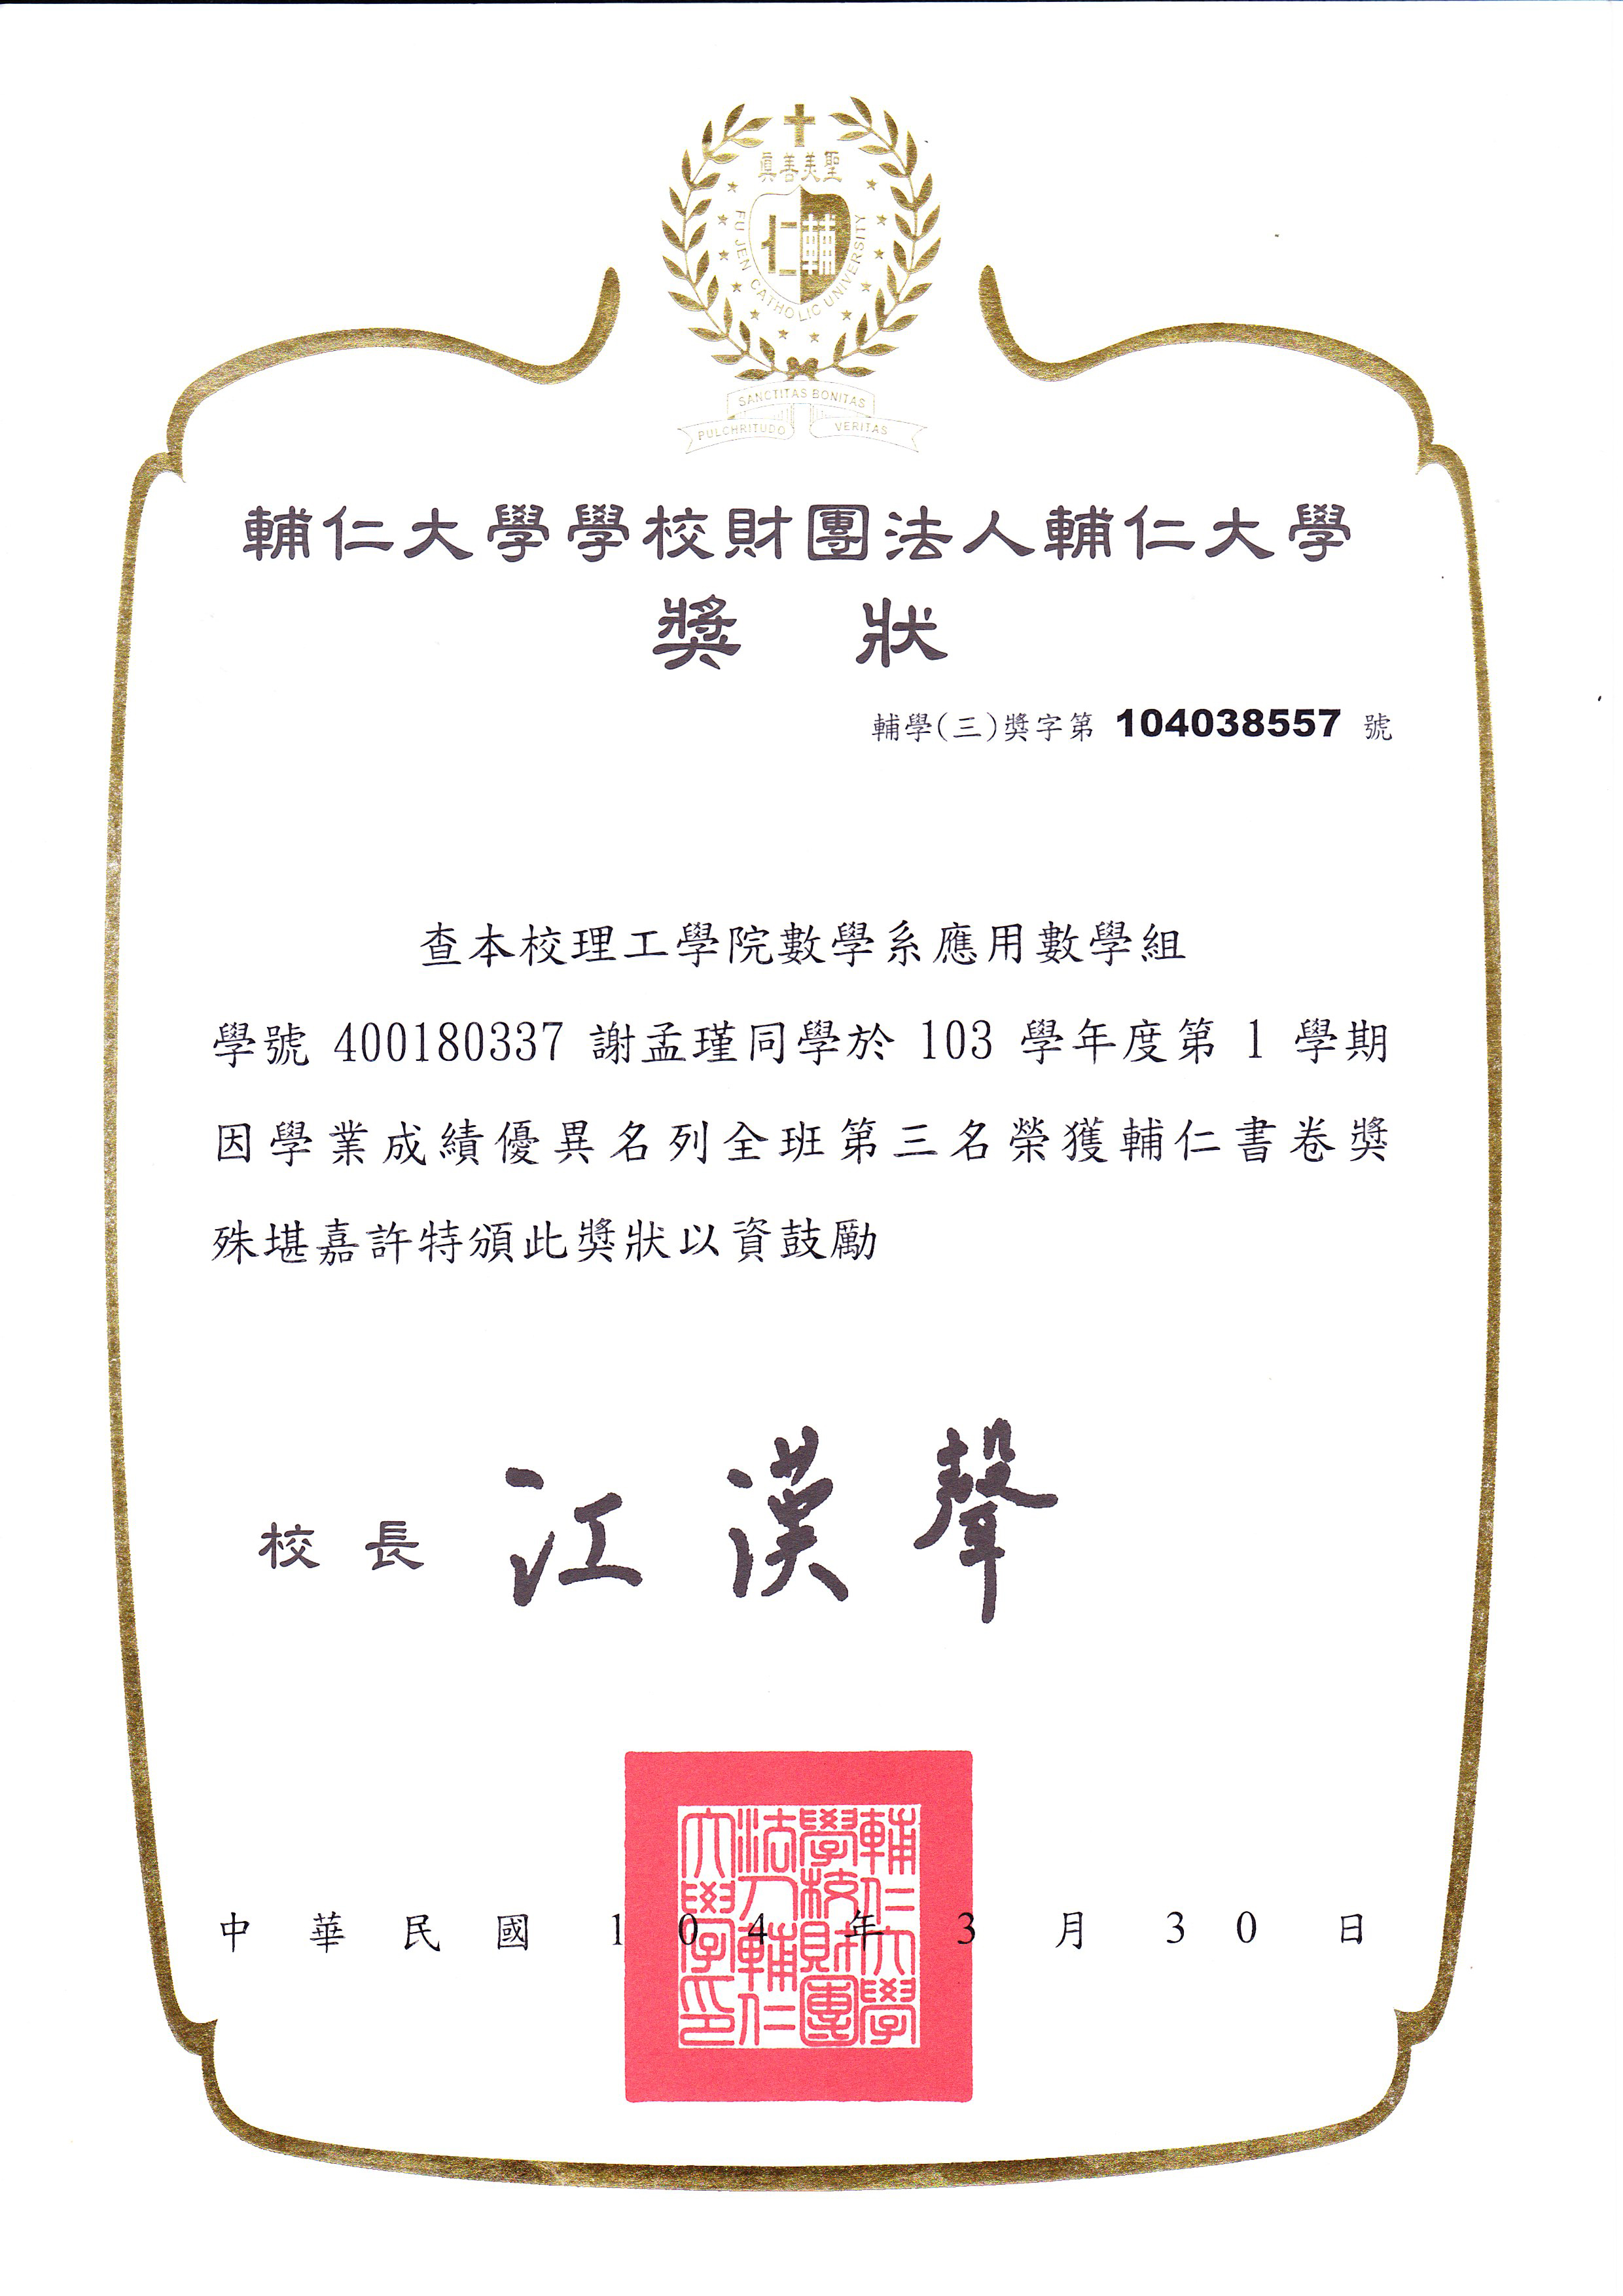 眞善美聖
仁輔
FU JEN CATHOLIC UNIVERSITY
SANCTITAS BONITAS
PULCHRITUDO VERITAS
輔仁大學學校財團法人輔仁大學
獎狀
輔學(三)獎字第 104038557 號
查本校理工學院數學系應用數學組
學號 400180337 謝孟瑾同學於 103 學年度第 1 學期
因學業成績優異名列全班第三名榮獲輔仁書卷獎
殊堪嘉許特頒此獎狀以資鼓勵
校長 江漢聲
中華民國 104 年 3 月 30 日
輔仁大學學校財團法人輔仁大學印